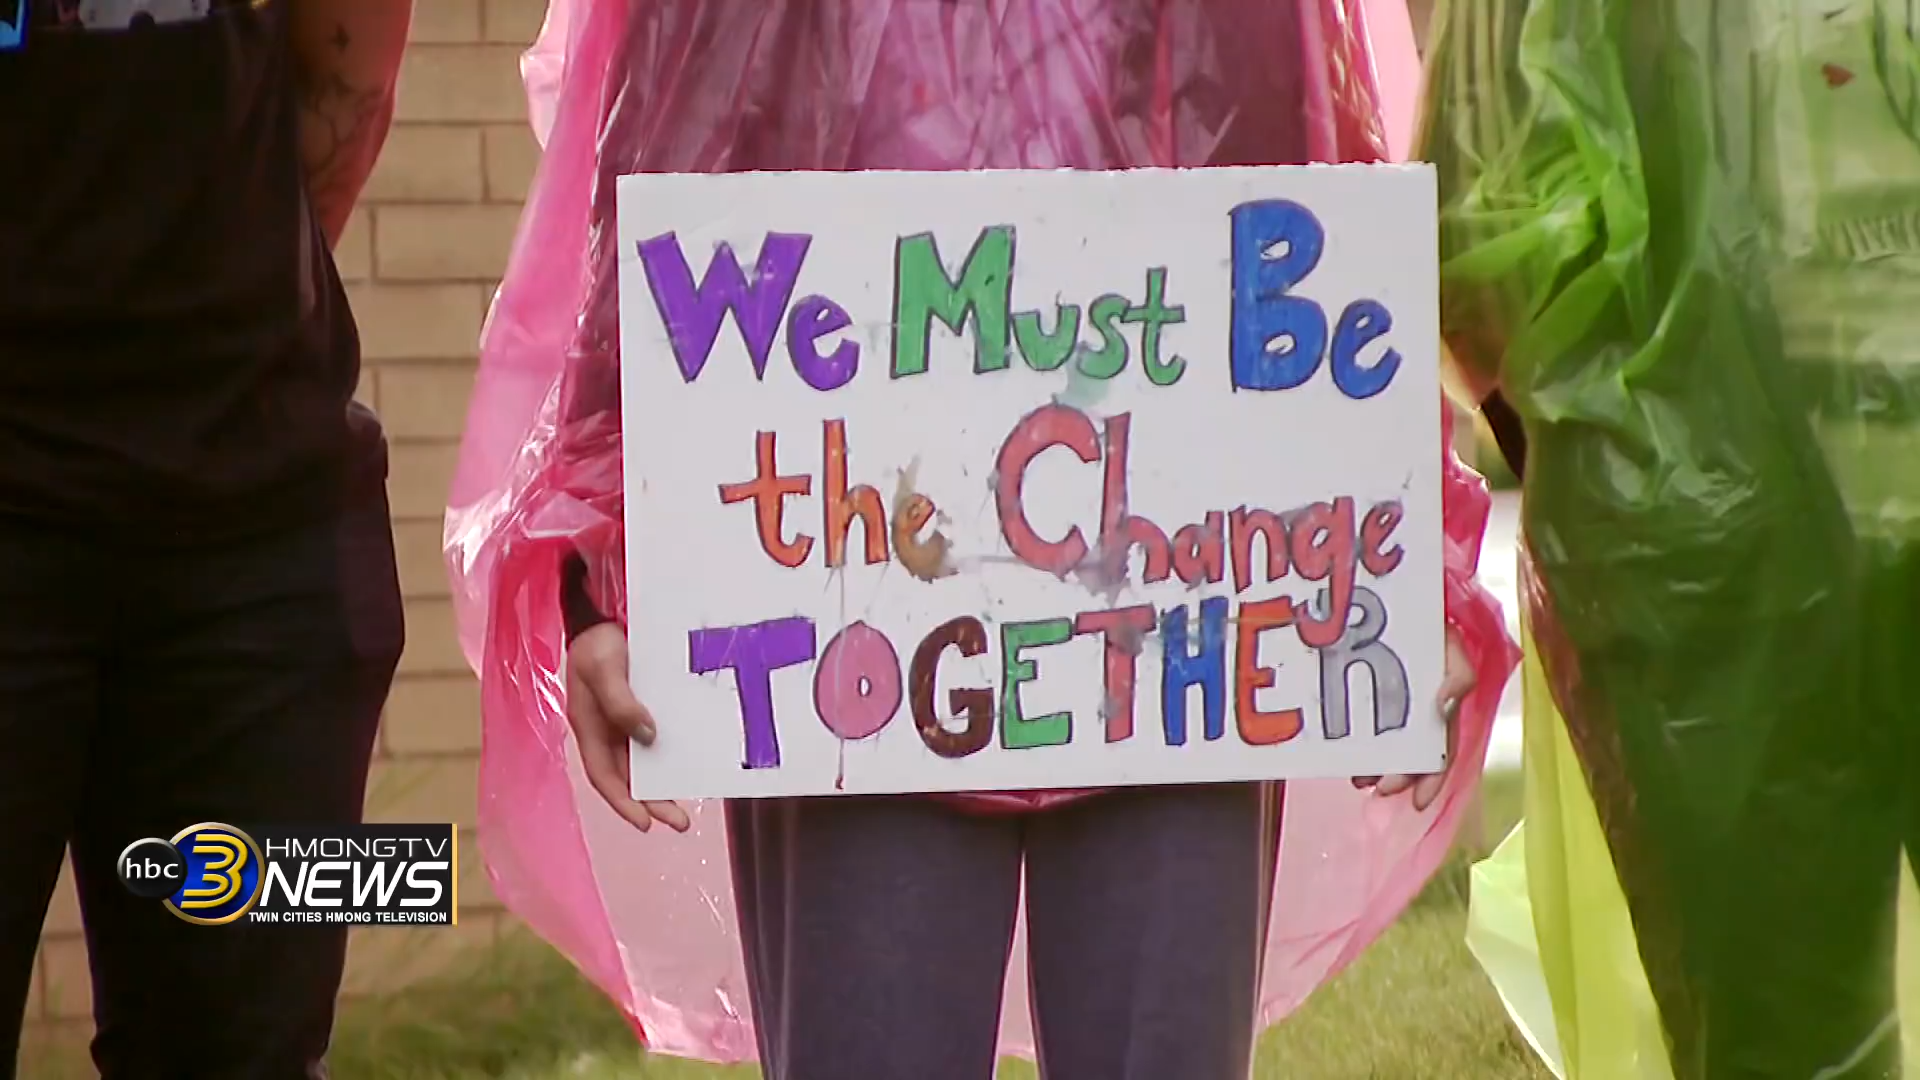 We Must Be
the Change
TOGETHER
hbc 3 HMONGTV
NEWS
TWIN CITIES HMONG TELEVISION